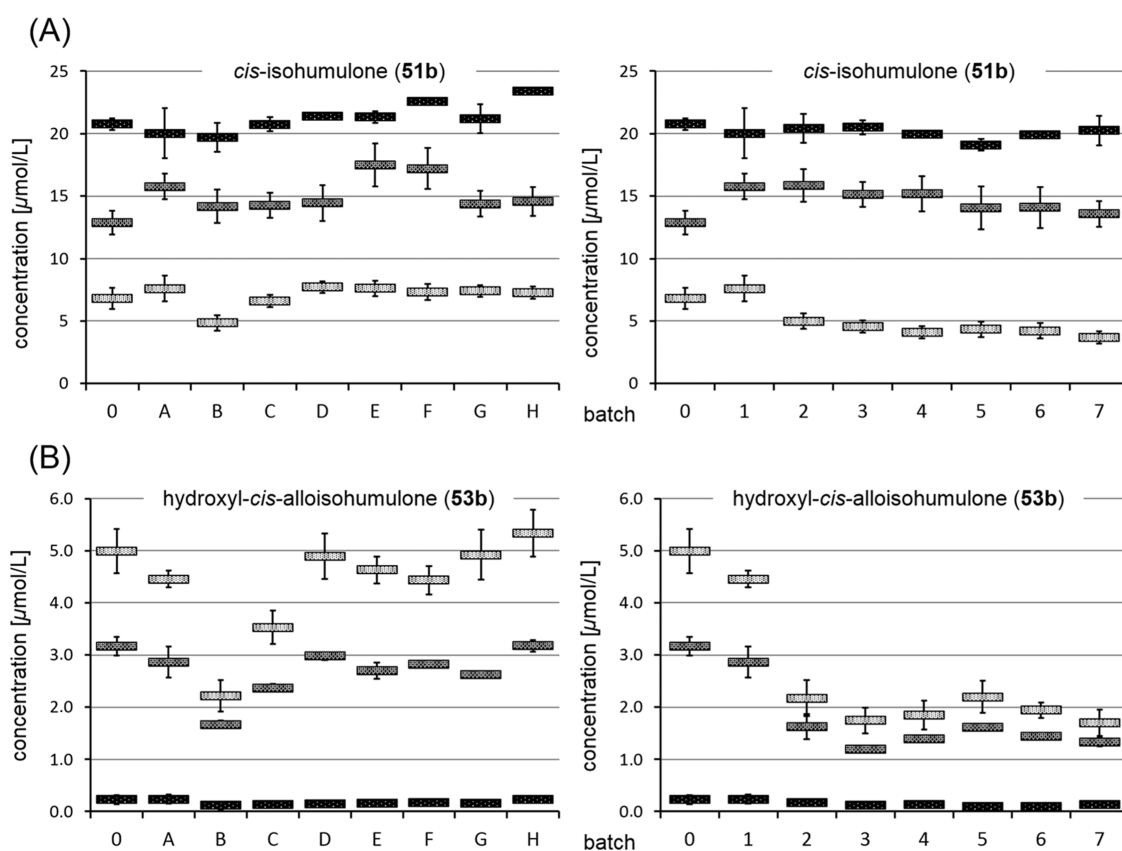 (A)
cis-isohumulone (51b)
cis-isohumulone (51b)
concentration [µmol/L]
25
20
15
10
5
0
0 A B C D E F G H
concentration [µmol/L]
25
20
15
10
5
0
batch 0 1 2 3 4 5 6 7
(B)
hydroxyl-cis-alloisohumulone (53b)
hydroxyl-cis-alloisohumulone (53b)
concentration [µmol/L]
6.0
5.0
4.0
3.0
2.0
1.0
0.0
0 A B C D E F G H
concentration [µmol/L]
6.0
5.0
4.0
3.0
2.0
1.0
0.0
batch 0 1 2 3 4 5 6 7